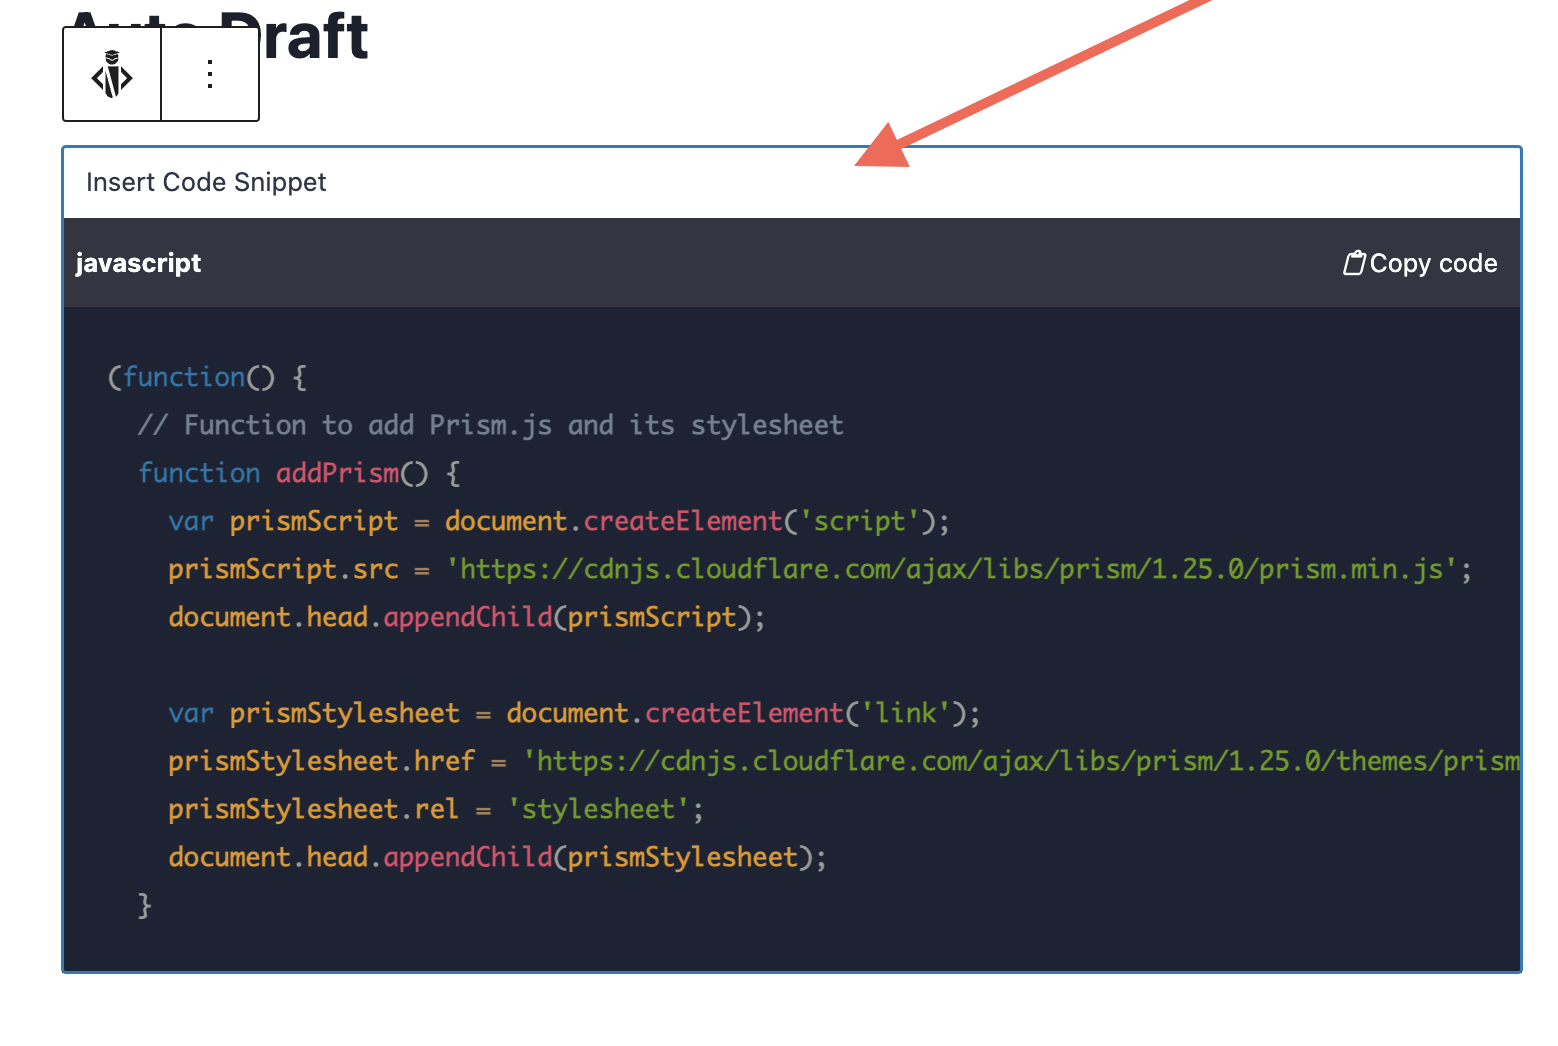 Auto Draft
Insert Code Snippet
javascript
Copy code
(function() {
  // Function to add Prism.js and its stylesheet
  function addPrism() {
    var prismScript = document.createElement('script');
    prismScript.src = 'https://cdnjs.cloudflare.com/ajax/libs/prism/1.25.0/prism.min.js';
    document.head.appendChild(prismScript);

    var prismStylesheet = document.createElement('link');
    prismStylesheet.href = 'https://cdnjs.cloudflare.com/ajax/libs/prism/1.25.0/themes/prism
    prismStylesheet.rel = 'stylesheet';
    document.head.appendChild(prismStylesheet);
  }